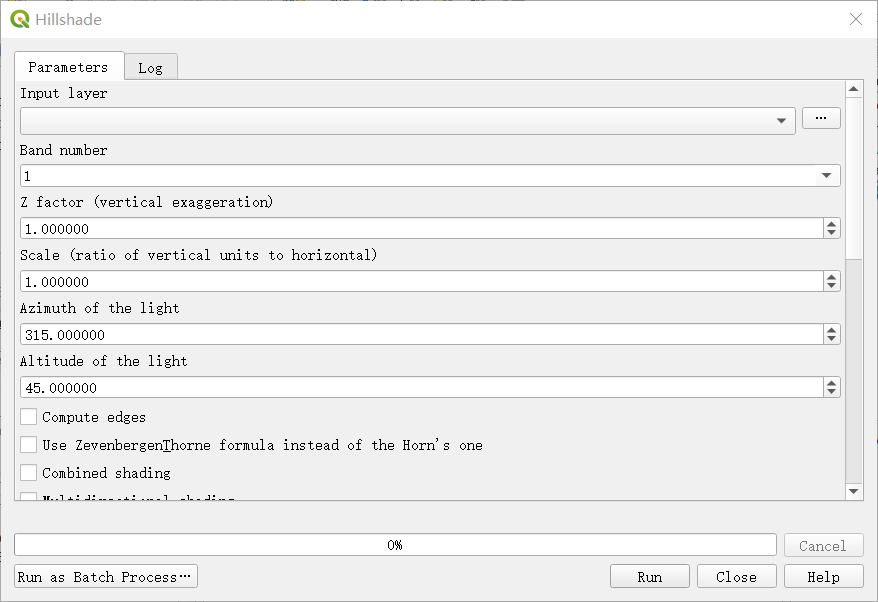 Hillshade
Parameters
Log
Input layer
...
Band number
1
Z factor (vertical exaggeration)
1.000000
Scale (ratio of vertical units to horizontal)
1.000000
Azimuth of the light
315.000000
Altitude of the light
45.000000
Compute edges
Use ZevenbergenThorne formula instead of the Horn's one
Combined shading
Multidirectional shading
0%
Cancel
Run as Batch Process…
Run
Close
Help